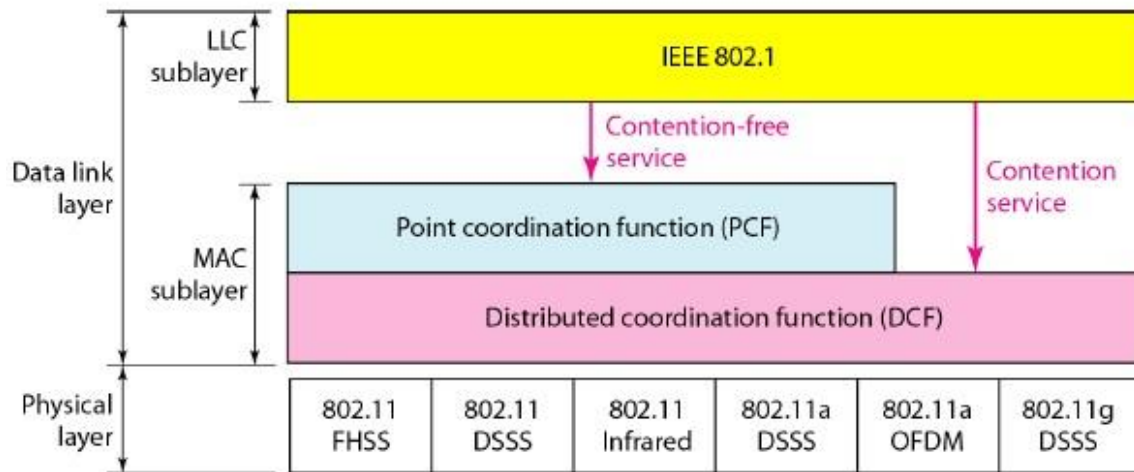 LLC
sublayer
IEEE 802.1
Contention-free
service
Contention
service
Data link
layer
Point coordination function (PCF)
MAC
sublayer
Distributed coordination function (DCF)
Physical
layer
802.11
FHSS
802.11
DSSS
802.11
Infrared
802.11a
DSSS
802.11a
OFDM
802.11g
DSSS